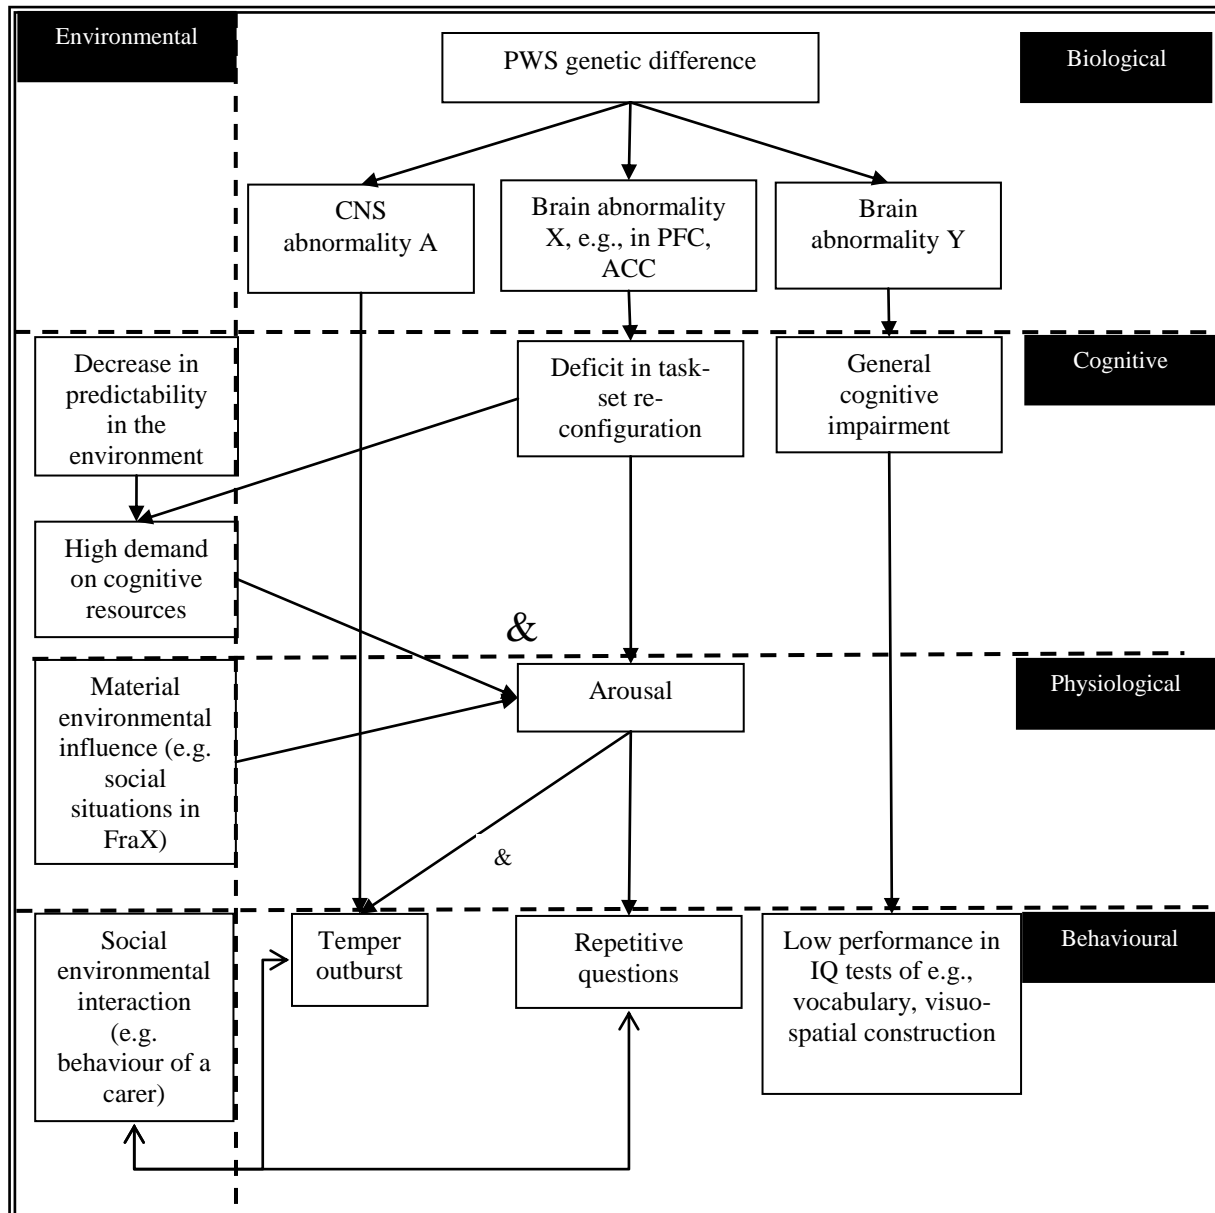 Environmental
PWS genetic difference
Biological
CNS
abnormality A
Brain abnormality
X, e.g., in PFC,
ACC
Brain
abnormality Y
Decrease in
predictability
in the
environment
Deficit in task-
set re-
configuration
General
cognitive
impairment
Cognitive
High demand
on cognitive
resources
&
Material
environmental
influence (e.g.
social
situations in
FraX)
Arousal
Physiological
&
Social
environmental
interaction
(e.g.
behaviour of a
carer)
Temper
outburst
Repetitive
questions
Low performance in
IQ tests of e.g.,
vocabulary, visuo-
spatial construction
Behavioural